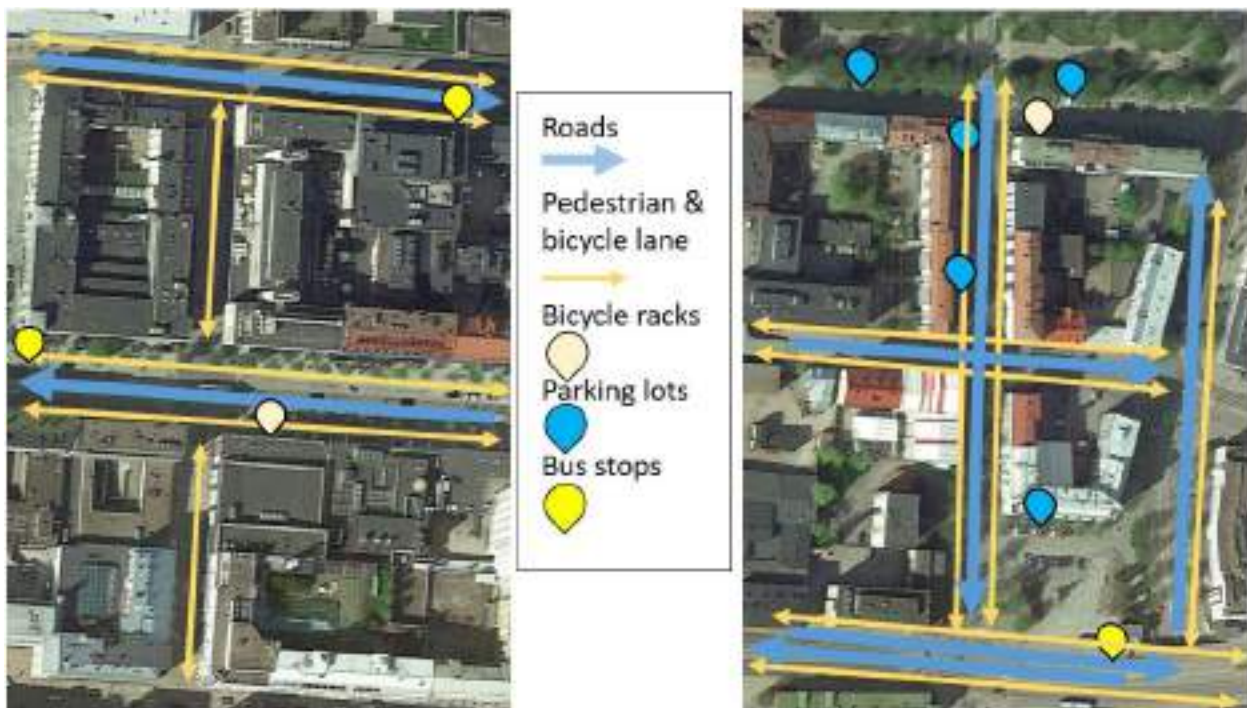 Roads
Pedestrian &
bicycle lane
Bicycle racks
Parking lots
Bus stops